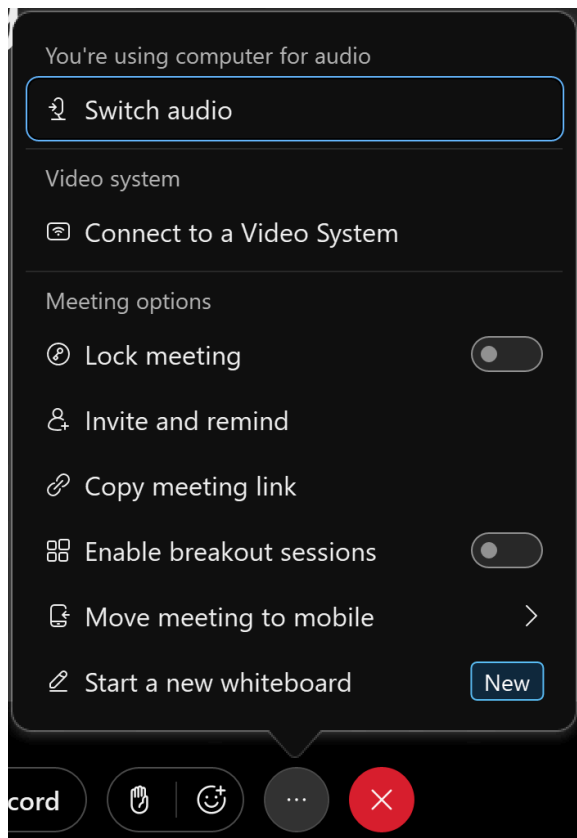 You're using computer for audio
Switch audio
Video system
Connect to a Video System
Meeting options
Lock meeting
Invite and remind
Copy meeting link
Enable breakout sessions
Move meeting to mobile
Start a new whiteboard New
cord